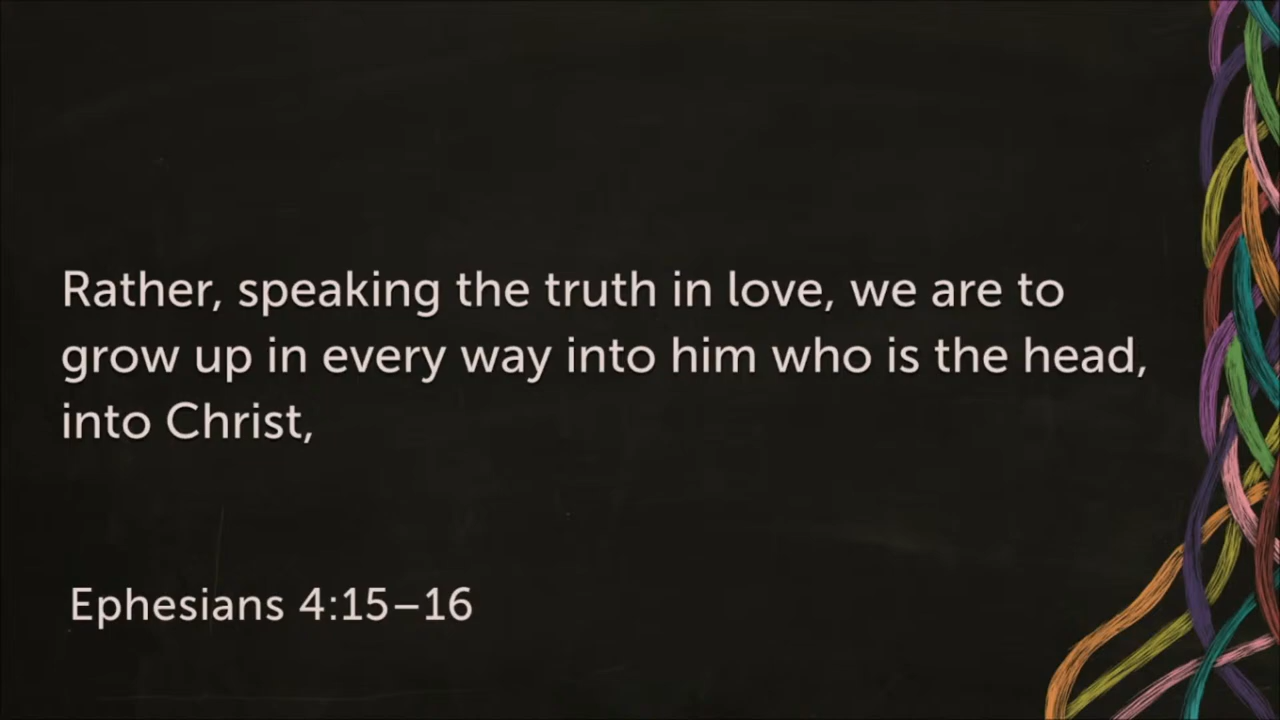 Rather, speaking the truth in love, we are to
grow up in every way into him who is the head,
into Christ,
Ephesians 4:15–16